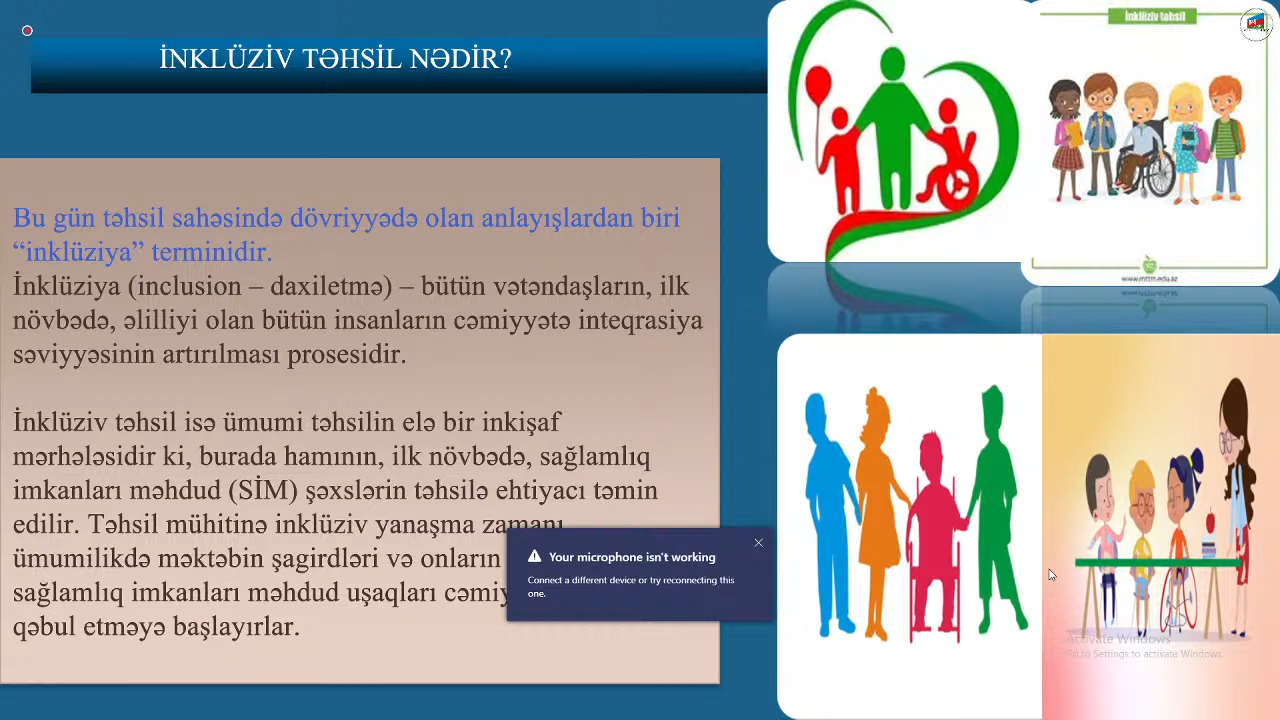 İNKLÜZİV TƏHSİL NƏDİR?
Bu gün təhsil sahəsində dövriyyədə olan anlayışlardan biri
“inklüziya” terminidir.
İnklüziya (inclusion – daxiletmə) – bütün vətəndaşların, ilk
növbədə, əlilliyi olan bütün insanların cəmiyyətə inteqrasiya
səviyyəsinin artırılması prosesidir.
İnklüziv təhsil isə ümumi təhsilin elə bir inkişaf
mərhələsidir ki, burada hamının, ilk növbədə, sağlamlıq
imkanları məhdud (SİM) şəxslərin təhsilə ehtiyacı təmin
edilir. Təhsil mühitinə inklüziv yanaşma zamanı
ümumilikdə məktəbin şagirdləri və onların
sağlamlıq imkanları məhdud uşaqları
qəbul etməyə başlayırlar.
Your microphone isn't working
Connect a different device or try reconnecting this
one.
İnklüziv təhsil
www.mttm.edu.az
Activate Windows
Go to Settings to activate Windows.